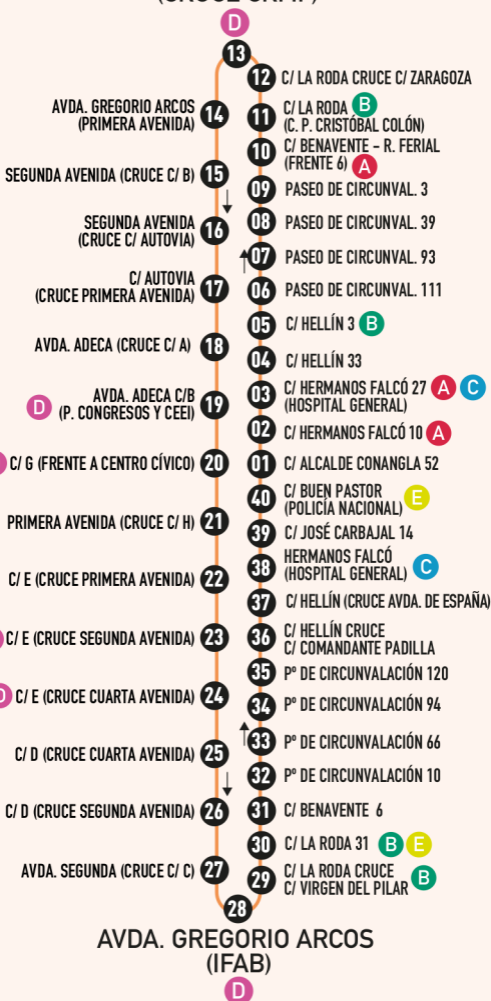 D
13
12 C/ LA RODA CRUCE C/ ZARAGOZA
AVDA. GREGORIO ARCOS
(PRIMERA AVENIDA) 14
11 C/ LA RODA B
(C. P. CRISTÓBAL COLÓN)
10 C/ BENAVENTE - R. FERIAL
(FRENTE 6) A
SEGUNDA AVENIDA (CRUCE C/ B) 15
09 PASEO DE CIRCUNVAL. 3
SEGUNDA AVENIDA
(CRUCE C/ AUTOVIA) 16
08 PASEO DE CIRCUNVAL. 39
07 PASEO DE CIRCUNVAL. 93
C/ AUTOVIA
(CRUCE PRIMERA AVENIDA) 17
06 PASEO DE CIRCUNVAL. 111
05 C/ HELLÍN 3 B
AVDA. ADECA (CRUCE C/ A) 18
04 C/ HELLÍN 33
03 C/ HERMANOS FALCÓ 27 A C
(HOSPITAL GENERAL)
AVDA. ADECA C/B
D (P. CONGRESOS Y CEEI) 19
02 C/ HERMANOS FALCÓ 10 A
C/ G (FRENTE A CENTRO CÍVICO) 20
01 C/ ALCALDE CONANGLA 52
40 C/ BUEN PASTOR
(POLICÍA NACIONAL) E
PRIMERA AVENIDA (CRUCE C/ H) 21
39 C/ JOSÉ CARBAJAL 14
38 HERMANOS FALCÓ
(HOSPITAL GENERAL) C
C/ E (CRUCE PRIMERA AVENIDA) 22
37 C/ HELLÍN (CRUCE AVDA. DE ESPAÑA)
C/ E (CRUCE SEGUNDA AVENIDA) 23
36 C/ HELLÍN CRUCE
C/ COMANDANTE PADILLA
35 Pº DE CIRCUNVALACIÓN 120
D C/ E (CRUCE CUARTA AVENIDA) 24
34 Pº DE CIRCUNVALACIÓN 94
33 Pº DE CIRCUNVALACIÓN 66
C/ D (CRUCE CUARTA AVENIDA) 25
32 Pº DE CIRCUNVALACIÓN 10
C/ D (CRUCE SEGUNDA AVENIDA) 26
31 C/ BENAVENTE 6
30 C/ LA RODA 31 B E
AVDA. SEGUNDA (CRUCE C/ C) 27
29 C/ LA RODA CRUCE
C/ VIRGEN DEL PILAR B
28
AVDA. GREGORIO ARCOS
(IFAB)
D